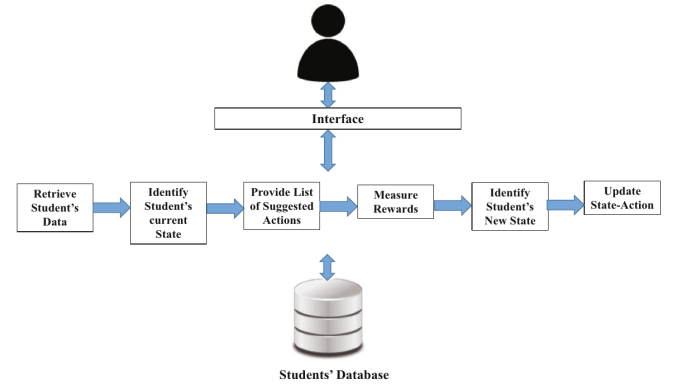 Interface
Retrieve
Student's
Data
Identify
Student's
current
State
Provide List
of Suggested
Actions
Measure
Rewards
Identify
Student's
New State
Update
State-Action
Students' Database